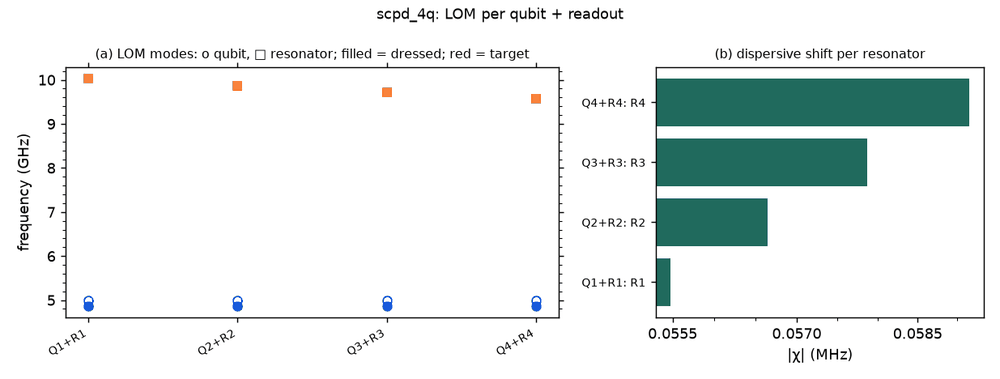 scpd_4q: LOM per qubit + readout
(a) LOM modes: o qubit, □ resonator; filled = dressed; red = target
frequency (GHz)
10
9
8
7
6
5
Q1+R1
Q2+R2
Q3+R3
Q4+R4
(b) dispersive shift per resonator
Q4+R4: R4
Q3+R3: R3
Q2+R2: R2
Q1+R1: R1
0.0555
0.0570
0.0585
|χ| (MHz)